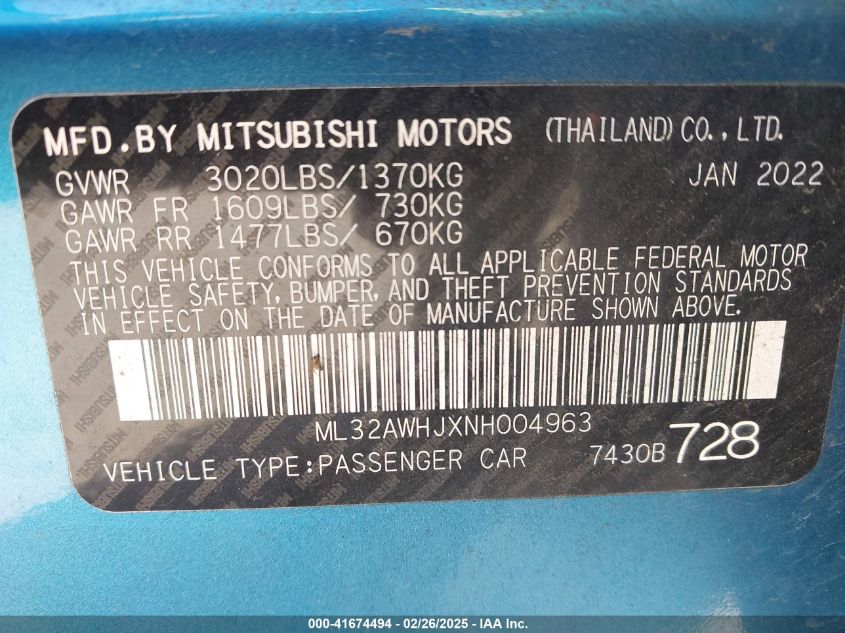 MFD.BY MITSUBISHI MOTORS (THAILAND) CO., LTD.
GVWR 3020LBS/1370KG JAN 2022
GAWR FR 1609LBS/ 730KG
GAWR RR 1477LBS/ 670KG
THIS VEHICLE CONFORMS TO ALL APPLICABLE FEDERAL MOTOR
VEHICLE SAFETY, BUMPER, AND THEFT PREVENTION STANDARDS
IN EFFECT ON THE DATE OF MANUFACTURE SHOWN ABOVE.
ML32AWHJXNH004963
VEHICLE TYPE:PASSENGER CAR 7430B 728
000-41674494 - 02/26/2025 - IAA Inc.